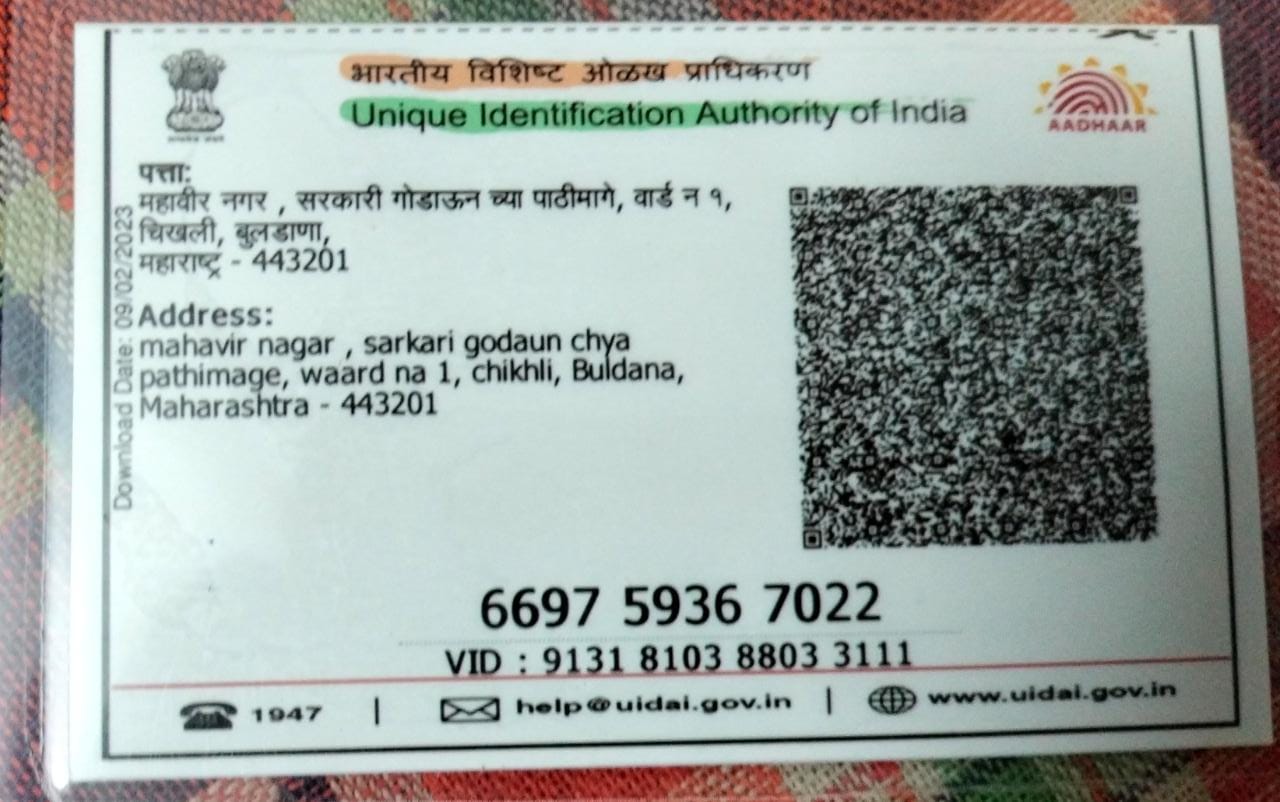 भारतीय विशिष्ट ओळख प्राधिकरण
Unique Identification Authority of India
AADHAAR
पत्ता:
महावीर नगर , सरकारी गोडाऊन च्या पाठीमागे, वार्ड न १,
चिखली, बुलडाणा,
महाराष्ट्र - 443201
Download Date: 09/02/2023
Address:
mahavir nagar , sarkari godaun chya
pathimage, waard na 1, chikhli, Buldana,
Maharashtra - 443201
6697 5936 7022
VID : 9131 8103 8803 3111
1947 | help@uidai.gov.in | www.uidai.gov.in